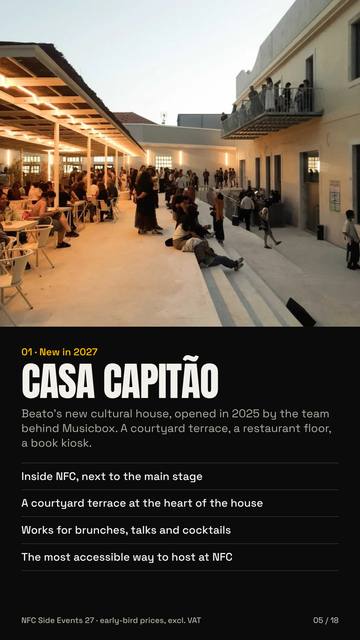 01 · New in 2027
CASA CAPITÃO
Beato's new cultural house, opened in 2025 by the team
behind Musicbox. A courtyard terrace, a restaurant floor,
a book kiosk.
Inside NFC, next to the main stage
A courtyard terrace at the heart of the house
Works for brunches, talks and cocktails
The most accessible way to host at NFC
NFC Side Events 27 · early-bird prices, excl. VAT
05 / 18